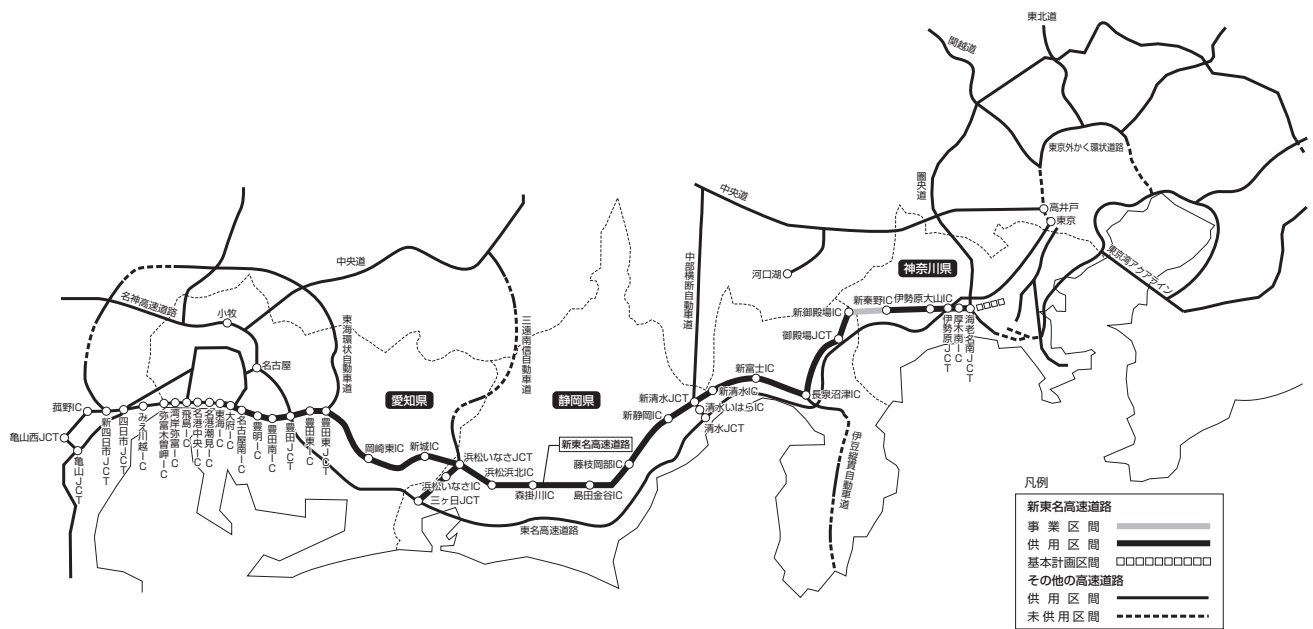 東北道
関越道
東京外かく環状道路
圏央道
中央道
高井戸
東京
東京湾アクアライン
神奈川県
河口湖
中部横断自動車道
新御殿場IC
新秦野IC
伊勢原大山IC
伊勢原JCT
厚木南IC
海老名南JCT
御殿場JCT
中央道
名神高速道路
小牧
名古屋
東海環状自動車道
三遠南信自動車道
愛知県
静岡県
新富士IC
長泉沼津IC
新清水JCT
新清水IC
清水いはらIC
清水JCT
新静岡IC
伊豆縦貫自動車道
菰野IC
亀山西JCT
亀山JCT
新四日市JCT
四日市JCT
みえ川越IC
弥富木曽岬IC
湾岸弥富IC
飛島IC
名港中央IC
名港潮見IC
東海IC
大府IC
名古屋南IC
豊明IC
豊田南IC
豊田JCT
豊田東IC
豊田東JCT
岡崎東IC
新城IC
浜松いなさJCT
浜松いなさIC
三ヶ日JCT
浜松浜北IC
新東名高速道路
森掛川IC
島田金谷IC
藤枝岡部IC
東名高速道路
凡例
新東名高速道路
事業区間
供用区間
基本計画区間
その他の高速道路
供用区間
未供用区間